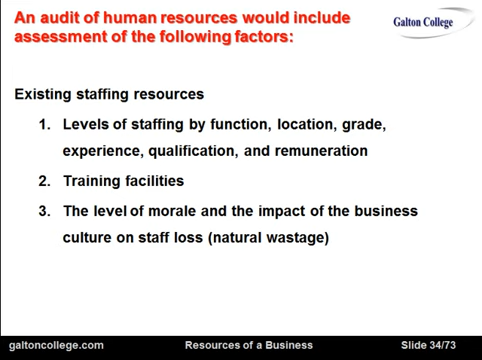 An audit of human resources would include
assessment of the following factors:
Galton College
Existing staffing resources
1. Levels of staffing by function, location, grade,
experience, qualification, and remuneration
2. Training facilities
3. The level of morale and the impact of the business
culture on staff loss (natural wastage)
galtoncollege.com Resources of a Business Slide 34/73